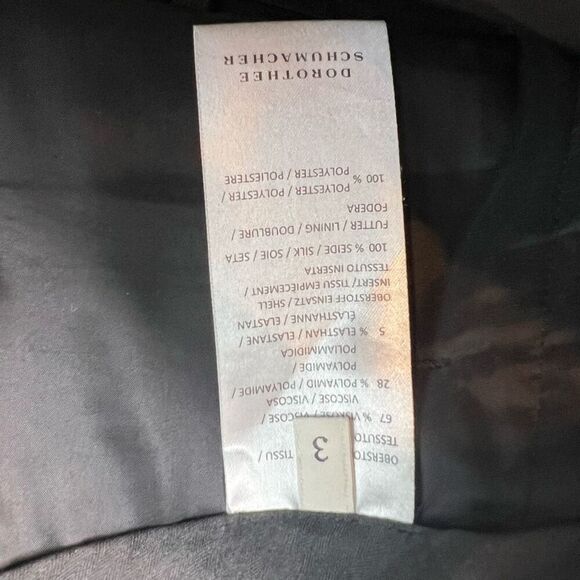 3
TISSU /
TESSUTO
67 % VISKOSE / VISCOSE /
VISCOSE / VISCOSA
28 % POLYAMID / POLYAMIDE /
POLYAMIDE /
POLIAMMIDICA
5 % ELASTHAN / ELASTANE /
ÉLASTHANNE / ELASTAN
OBERSTOFF EINSATZ / SHELL
INSERT/ TISSU EMPIÈCEMENT /
TESSUTO INSERTA
100 % SEIDE / SILK / SOIE / SETA
FUTTER / LINING / DOUBLURE /
FODERA
100 % POLYESTER / POLYESTER /
POLYESTER / POLIESTERE
DOROTHEE
SCHUMACHER